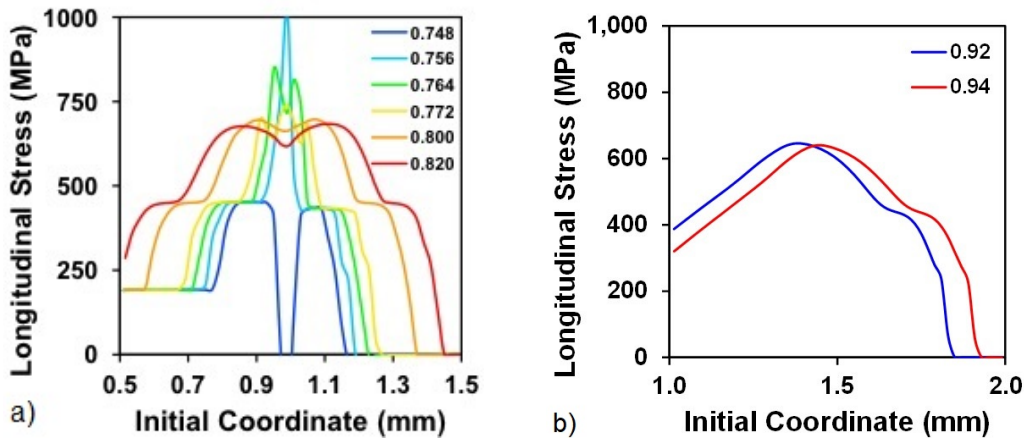 1000
750
500
250
0
Longitudinal Stress (MPa)
0.748
0.756
0.764
0.772
0.800
0.820
0.5 0.7 0.9 1.1 1.3 1.5
Initial Coordinate (mm)
a)
1,000
800
600
400
200
0
Longitudinal Stress (MPa)
0.92
0.94
1.0 1.5 2.0
Initial Coordinate (mm)
b)